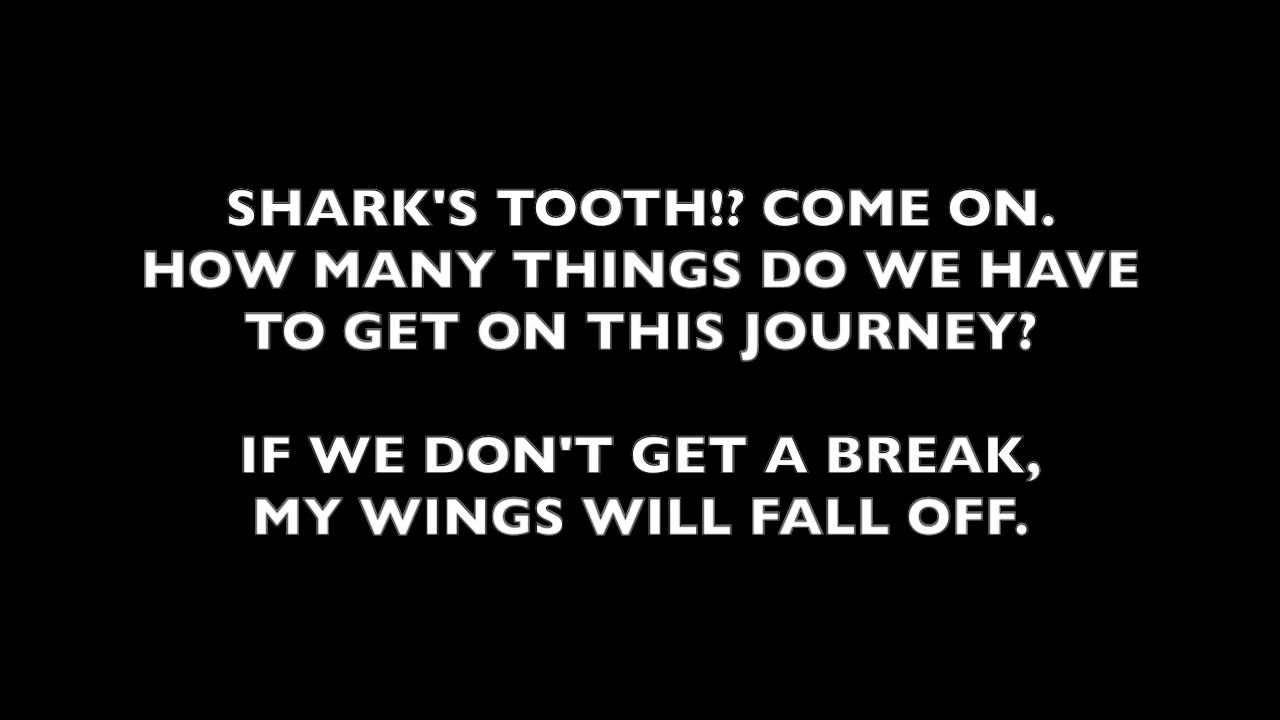 SHARK'S TOOTH!? COME ON.
HOW MANY THINGS DO WE HAVE
TO GET ON THIS JOURNEY?
IF WE DON'T GET A BREAK,
MY WINGS WILL FALL OFF.